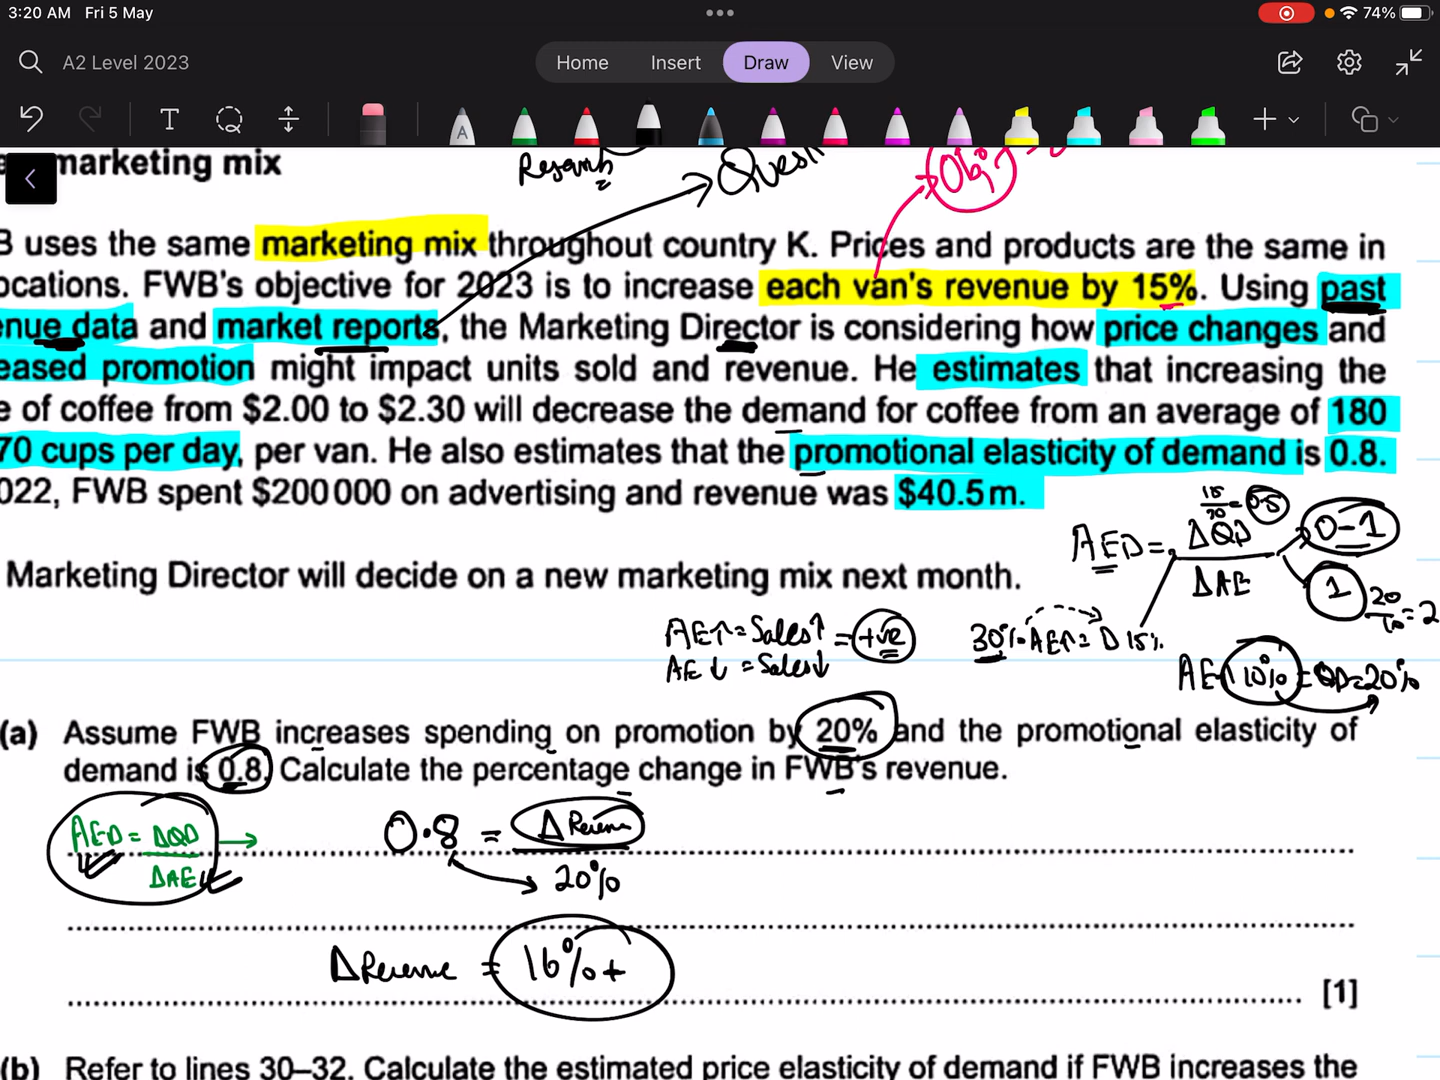 3:20 AM Fri 5 May
74%
A2 Level 2023
Home Insert Draw View
T
A
marketing mix
Research
Obj
B uses the same marketing mix throughout country K. Prices and products are the same in
ocations. FWB's objective for 2023 is to increase each van's revenue by 15%. Using past
enue data and market reports, the Marketing Director is considering how price changes and
eased promotion might impact units sold and revenue. He estimates that increasing the
e of coffee from $2.00 to $2.30 will decrease the demand for coffee from an average of 180
70 cups per day, per van. He also estimates that the promotional elasticity of demand is 0.8.
022, FWB spent $200 000 on advertising and revenue was $40.5 m.
AED = ΔQD / ΔAE
0-1
1
20/10 = 2
Marketing Director will decide on a new marketing mix next month.
AE↑ = Sales↑ = +ve
AE↓ = Sales↓
30% AE↑ = D 15%
AE↑ 10% = QD = 20%
(a) Assume FWB increases spending on promotion by 20% and the promotional elasticity of
demand is 0.8. Calculate the percentage change in FWB's revenue.
AED = ΔQD / ΔAE →
0.8 = Δ Revenue / 20%
Δ Revenue = 16% +
[1]
(b) Refer to lines 30–32. Calculate the estimated price elasticity of demand if FWB increases the